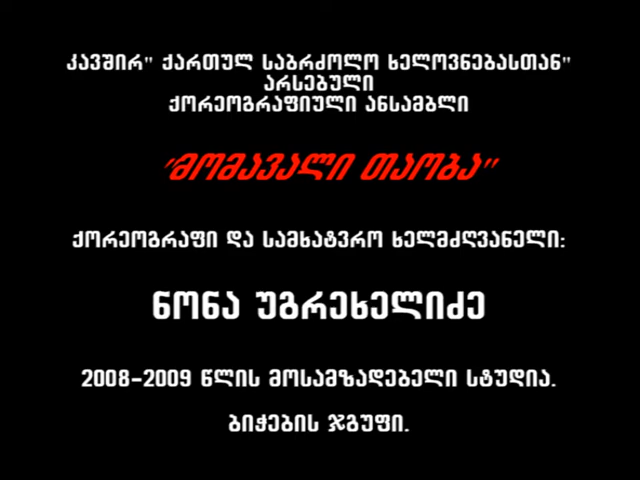 კავშირ" ქართულ საბრძოლო ხელოვნებასთან"
არსებული
ქორეოგრაფიული ანსამბლი
"მომავალი თაობა"
ქორეოგრაფი და სამხატვრო ხელმძღვანელი:
ნონა უგრეხელიძე
2008-2009 წლის მოსამზადებელი სტუდია.
ბიჭების ჯგუფი.